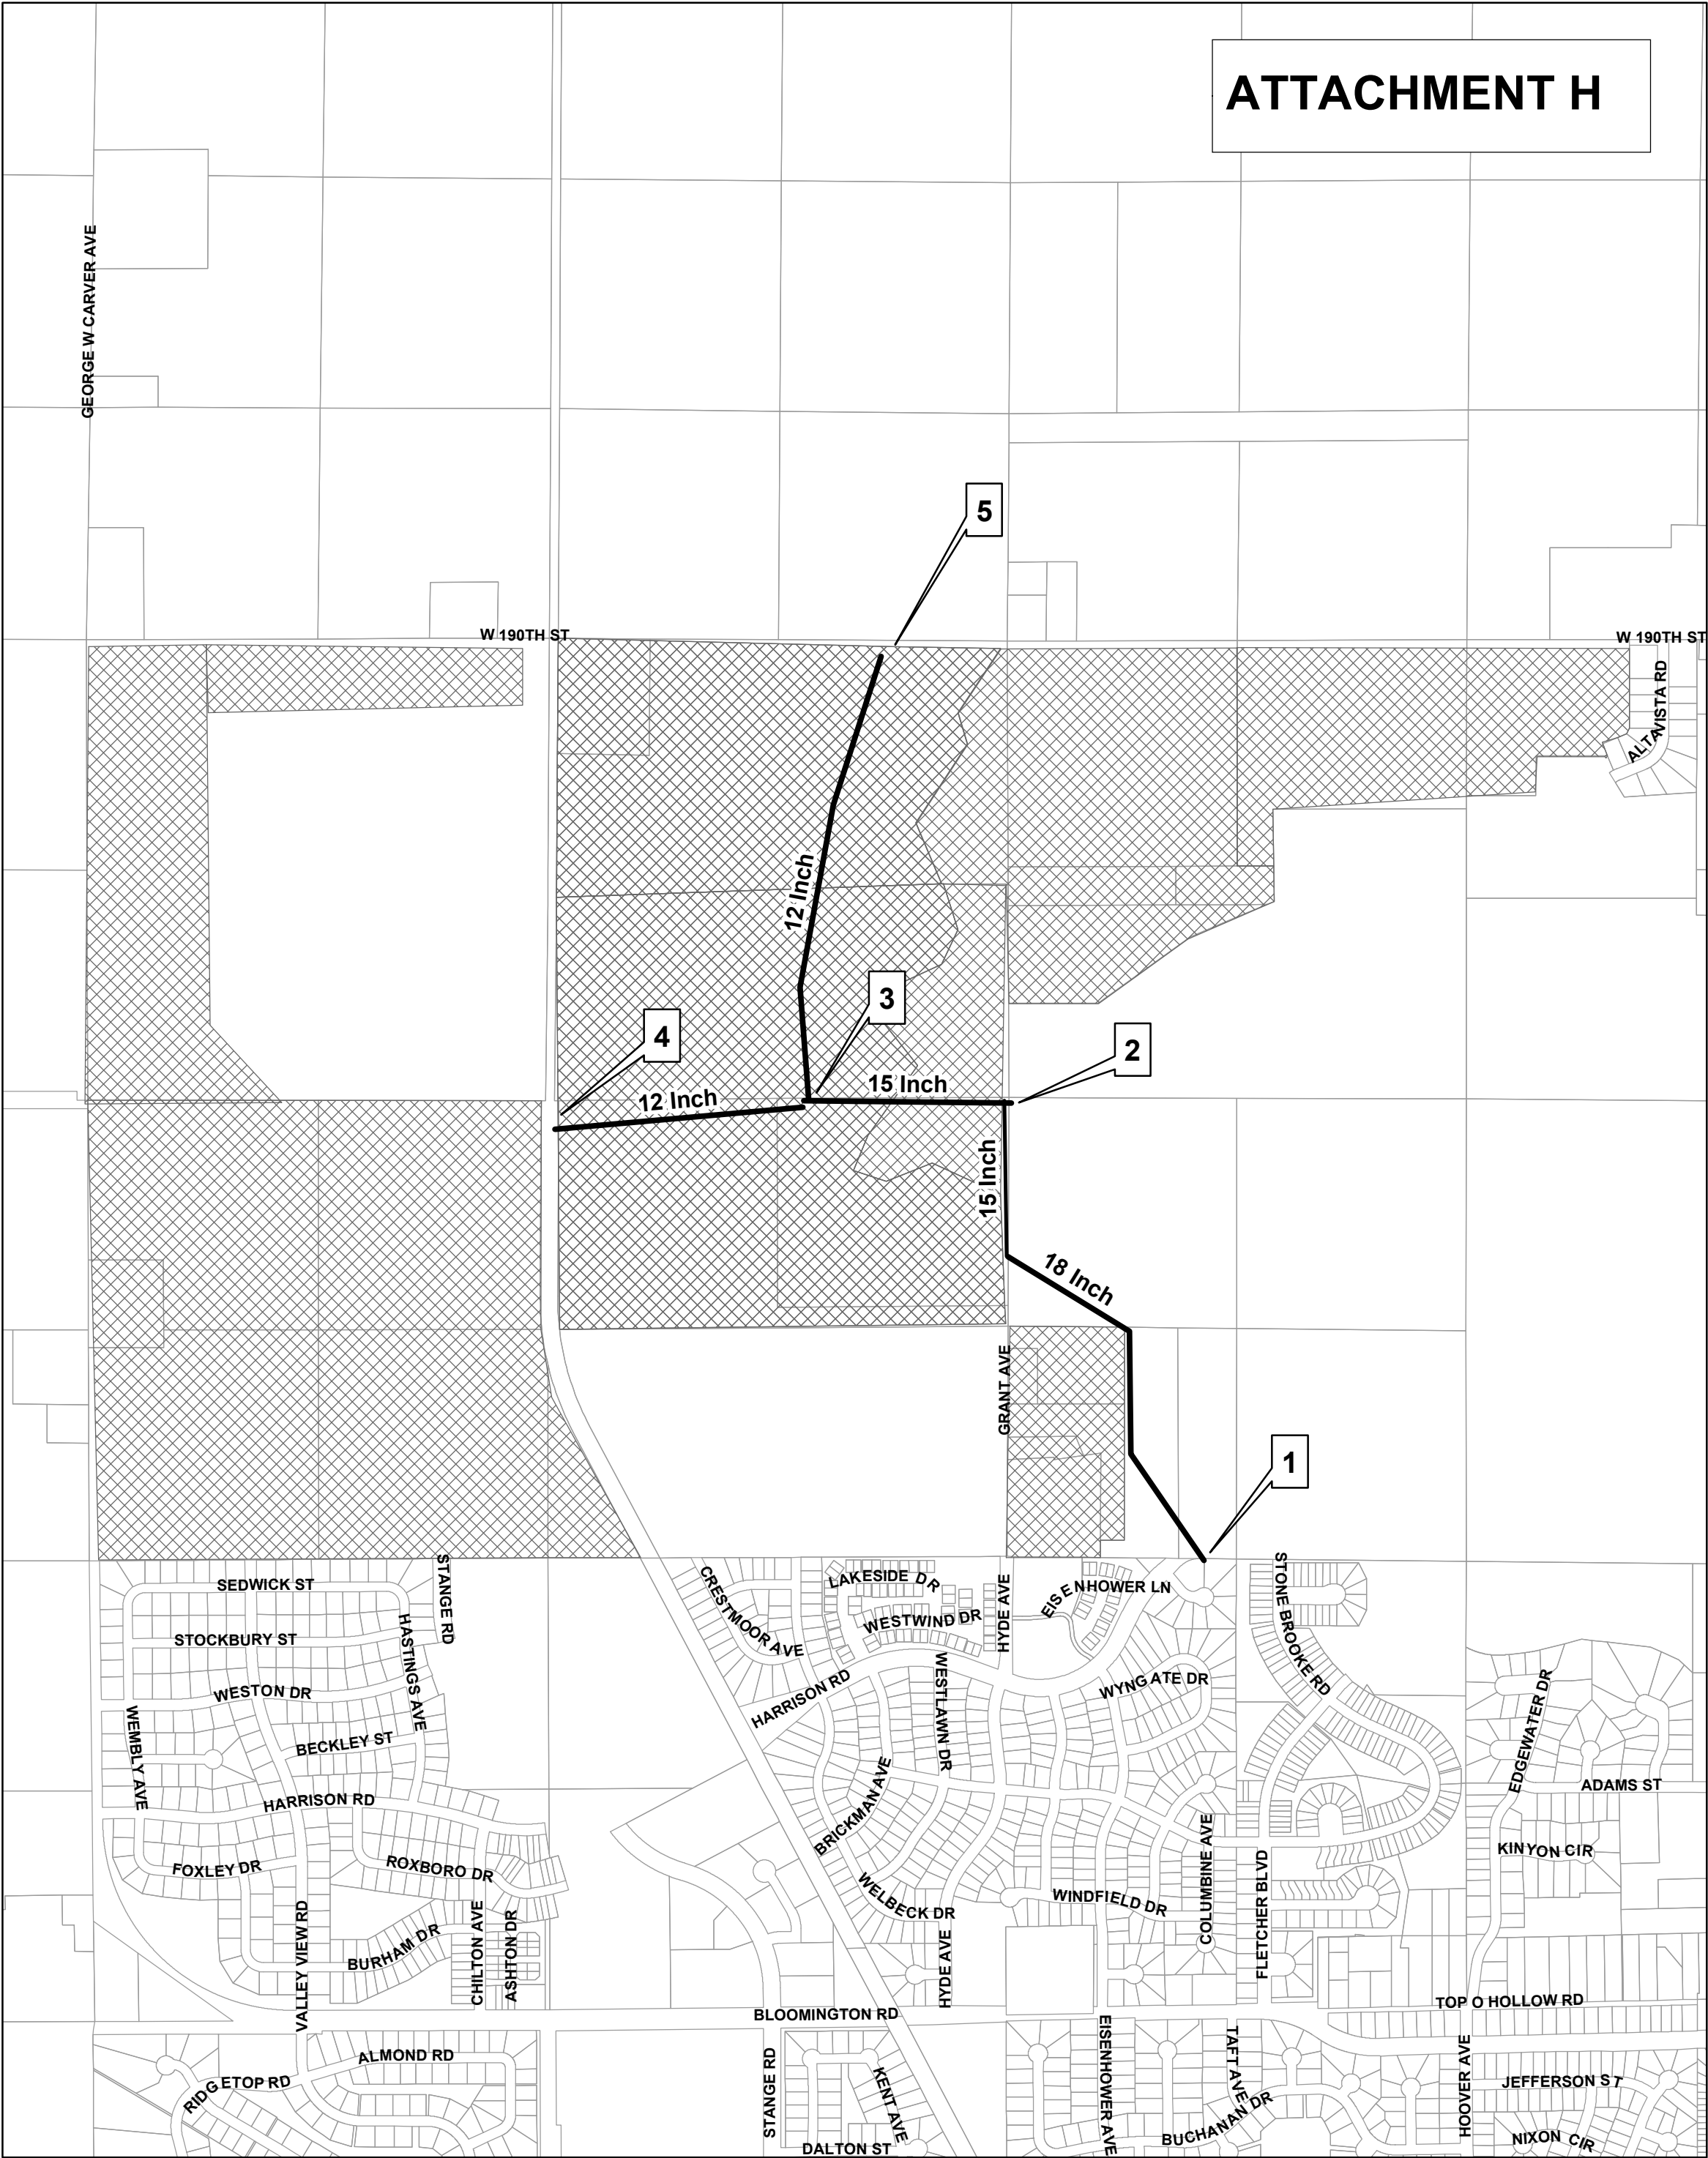 ATTACHMENT H
GEORGE W CARVER AVE
5
W 190TH ST
W 190TH ST
ALTA VISTA RD
12 Inch
3
4
2
15 Inch
12 Inch
15 Inch
18 Inch
GRANT AVE
1
SEDWICK ST
STANGE RD
STOCKBURY ST
HASTINGS AVE
WESTON DR
WEMBLY AVE
BECKLEY ST
HARRISON RD
FOXLEY DR
ROXBORO DR
VALLEY VIEW RD
BURHAM DR
CHILTON AVE
ASHTON DR
CRESTMOOR AVE
LAKESIDE DR
WESTWIND DR
HYDE AVE
EISENHOWER LN
STONE BROOKE RD
HARRISON RD
WESTLAWN DR
WYNGATE DR
EDGEWATER DR
ADAMS ST
BRICKMAN AVE
KINYON CIR
WELBECK DR
WINDFIELD DR
COLUMBINE AVE
FLETCHER BLVD
HYDE AVE
BLOOMINGTON RD
TOP O HOLLOW RD
ALMOND RD
RIDGETOP RD
STANGE RD
KENT AVE
DALTON ST
EISENHOWER AVE
TAFT AVE
BUCHANAN DR
HOOVER AVE
JEFFERSON ST
NIXON CIR